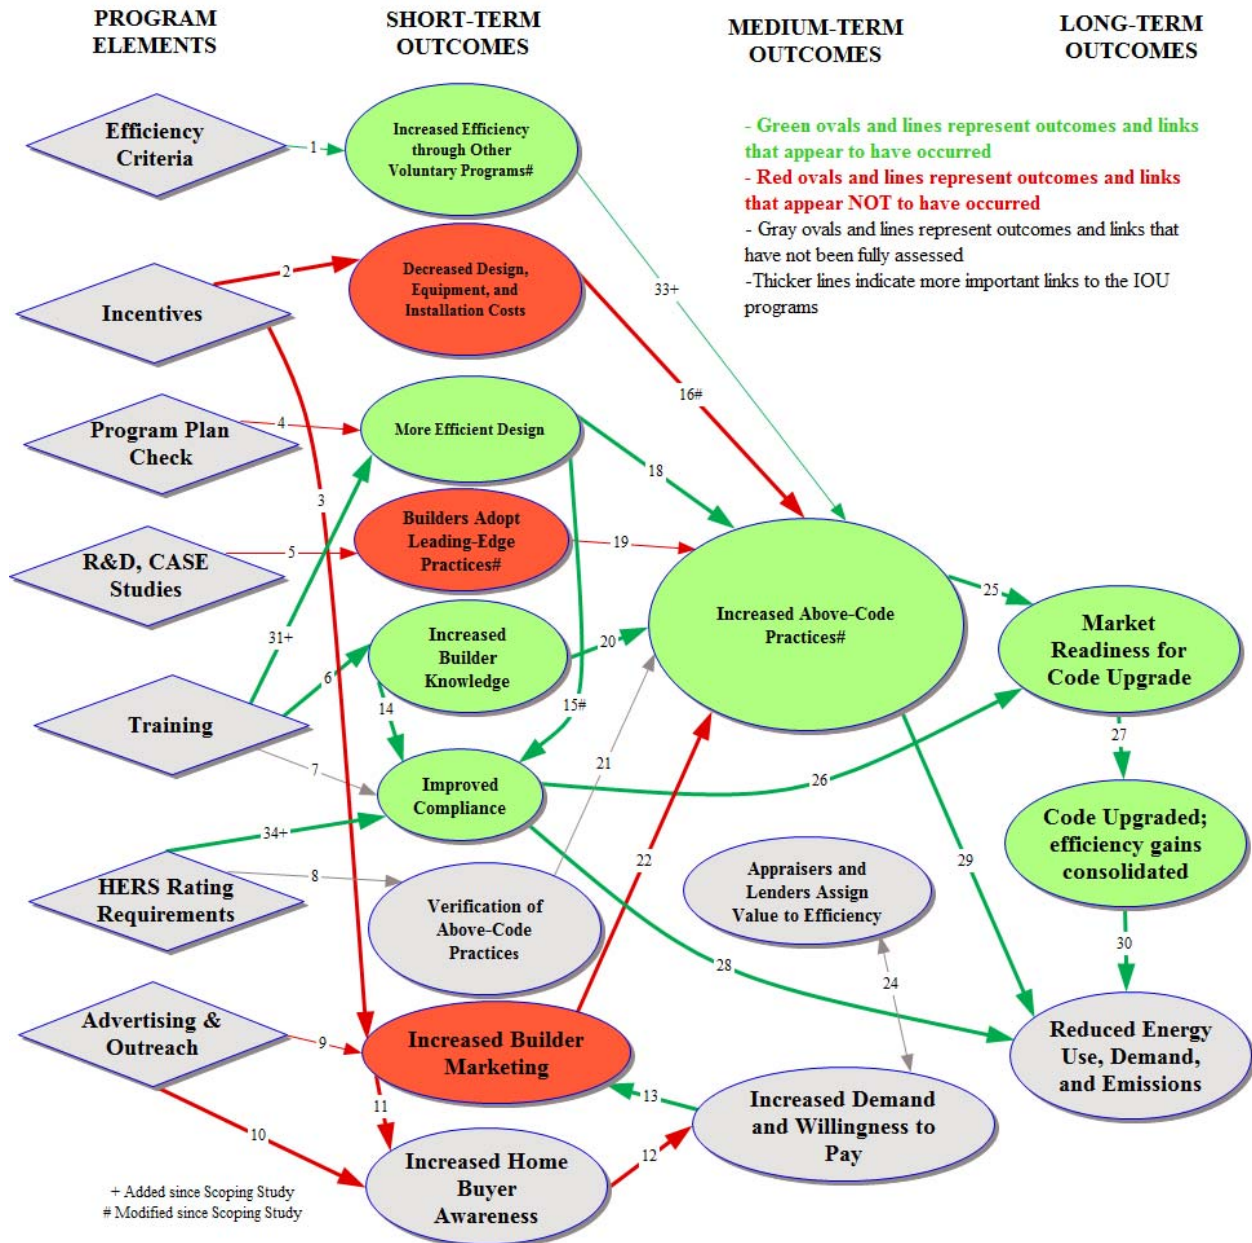 PROGRAM
ELEMENTS
SHORT-TERM
OUTCOMES
MEDIUM-TERM
OUTCOMES
LONG-TERM
OUTCOMES
- Green ovals and lines represent outcomes and links
that appear to have occurred
- Red ovals and lines represent outcomes and links
that appear NOT to have occurred
- Gray ovals and lines represent outcomes and links that
have not been fully assessed
-Thicker lines indicate more important links to the IOU
programs
Efficiency
Criteria
1
Increased Efficiency
through Other
Voluntary Programs#
33+
Incentives
2
3
Decreased Design,
Equipment, and
Installation Costs
16#
Program Plan
Check
4
More Efficient Design
18
15#
R&D, CASE
Studies
5
Builders Adopt
Leading-Edge
Practices#
19
Increased Above-Code
Practices#
25
Market
Readiness for
Code Upgrade
31+
6
Increased
Builder
Knowledge
20
14
Training
7
Improved
Compliance
21
26
27
34+
HERS Rating
Requirements
8
Verification of
Above-Code
Practices
22
28
29
Appraisers and
Lenders Assign
Value to Efficiency
24
Code Upgraded;
efficiency gains
consolidated
30
Advertising &
Outreach
9
10
Increased Builder
Marketing
11
13
Increased Demand
and Willingness to
Pay
Reduced Energy
Use, Demand,
and Emissions
12
Increased Home
Buyer
Awareness
+ Added since Scoping Study
# Modified since Scoping Study